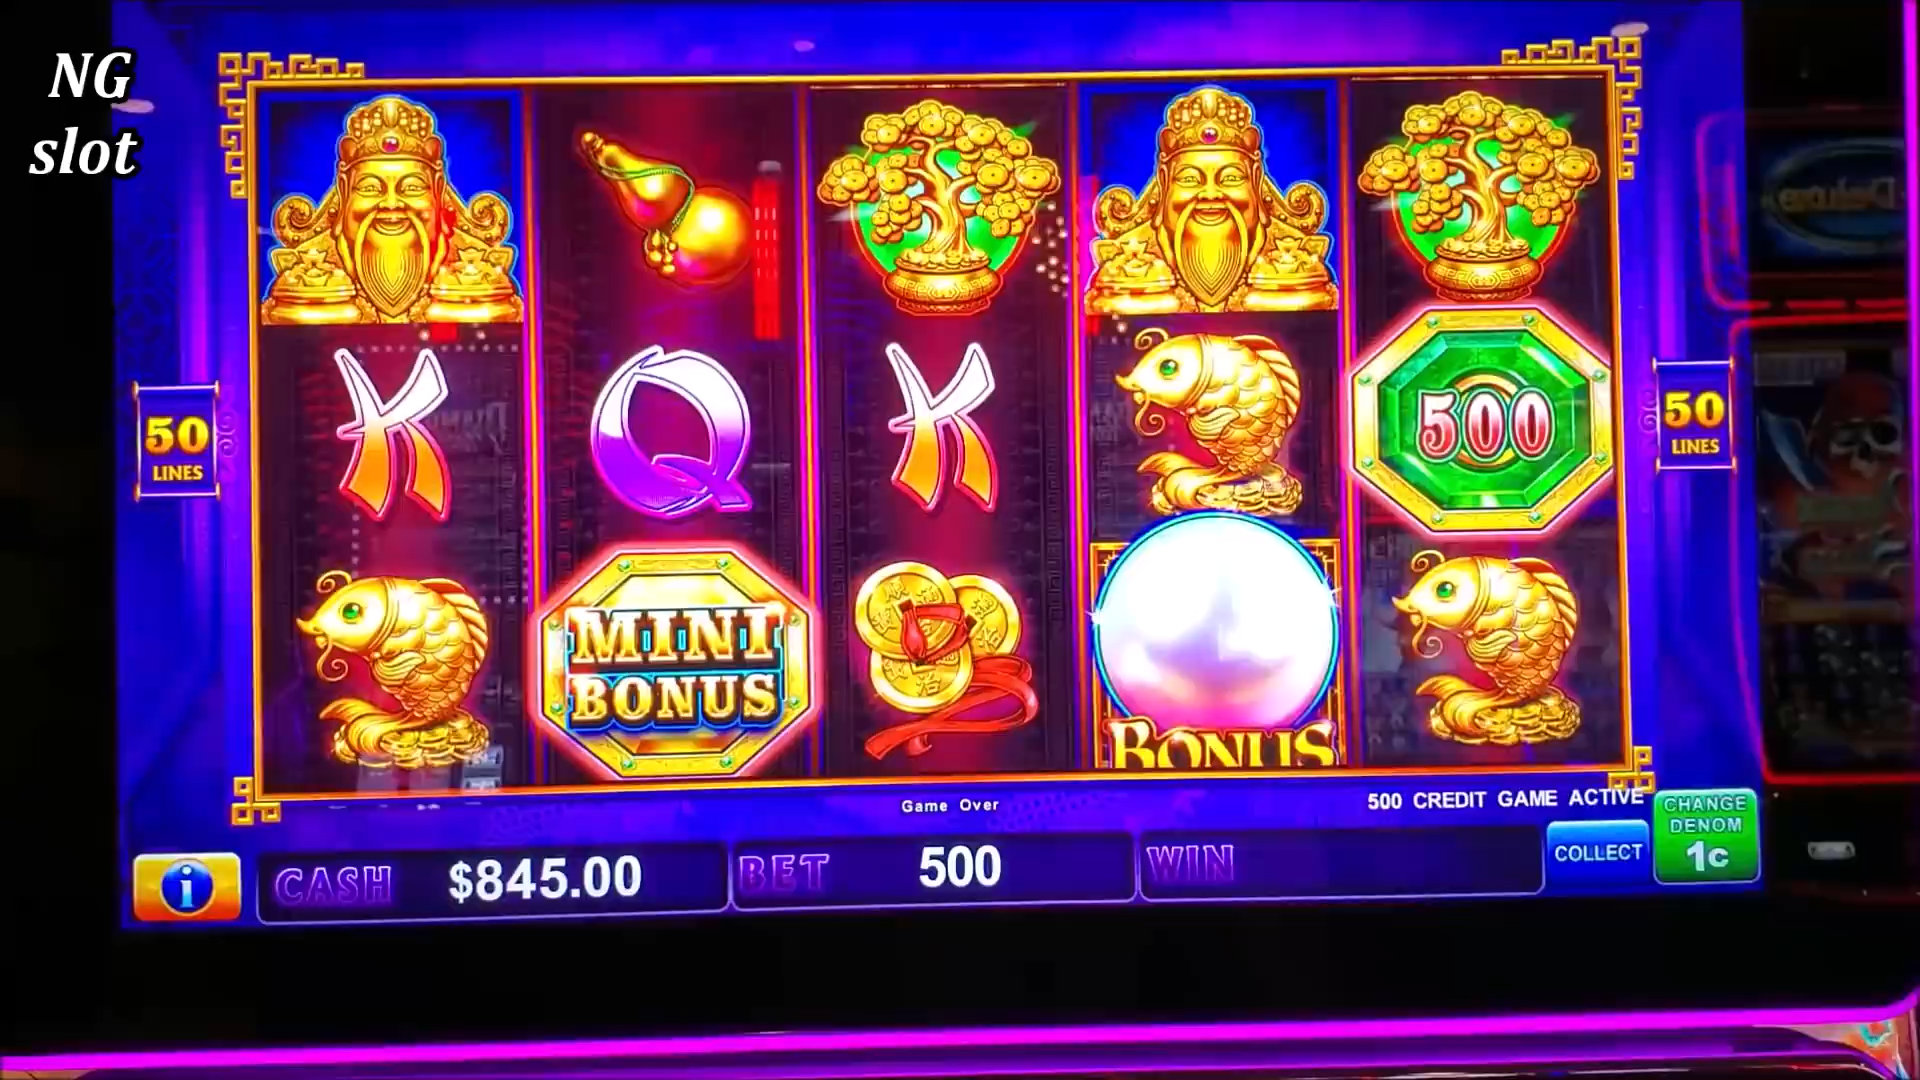 NG
slot
50
LINES
50
LINES
K
Q
K
500
MINI
BONUS
BONUS
Game Over
500 CREDIT GAME ACTIVE
CHANGE
DENOM
1¢
COLLECT
i
CASH
$845.00
BET
500
WIN